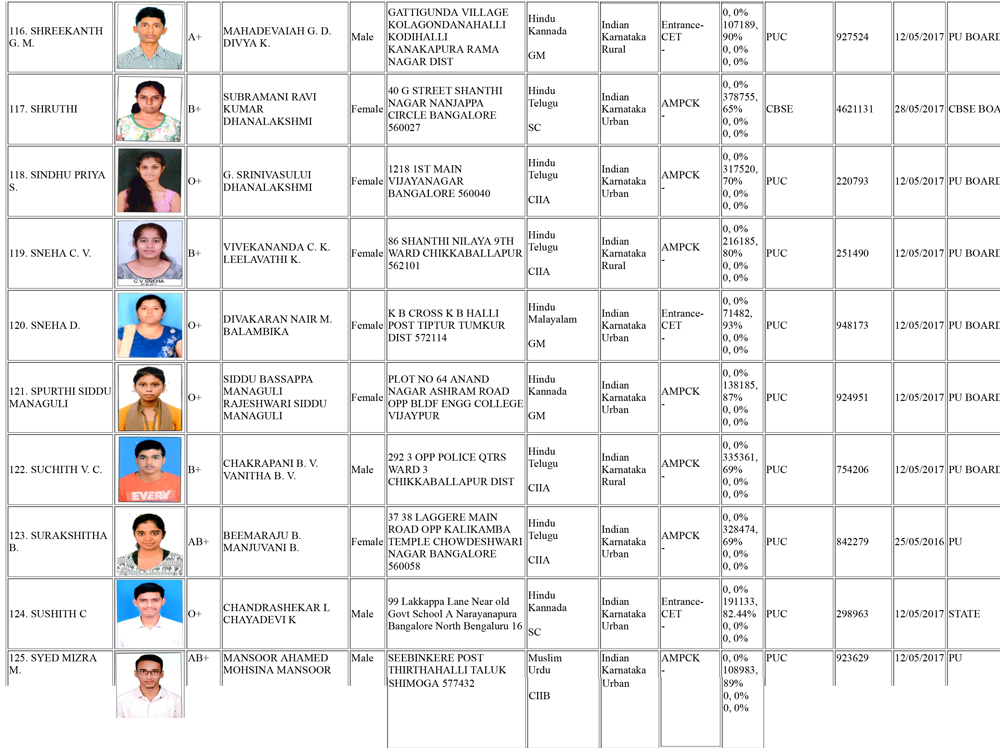 116. SHREEKANTH G. M.
A+
MAHADEVAIAH G. D.
DIVYA K.
Male
GATTIGUNDA VILLAGE
KOLAGONDANAHALLI
KODIHALLI
KANAKAPURA RAMA
NAGAR DIST
Hindu
Kannada
GM
Indian
Karnataka
Rural
Entrance-
CET
-
0, 0%
107189,
90%
0, 0%
0, 0%
PUC
927524
12/05/2017
PU BOARD
117. SHRUTHI
B+
SUBRAMANI RAVI
KUMAR
DHANALAKSHMI
Female
40 G STREET SHANTHI
NAGAR NANJAPPA
CIRCLE BANGALORE
560027
Hindu
Telugu
SC
Indian
Karnataka
Urban
AMPCK
-
0, 0%
378755,
65%
0, 0%
0, 0%
CBSE
4621131
28/05/2017
CBSE BOA
118. SINDHU PRIYA
S.
O+
G. SRINIVASULUI
DHANALAKSHMI
Female
1218 1ST MAIN
VIJAYANAGAR
BANGALORE 560040
Hindu
Telugu
CIIA
Indian
Karnataka
Urban
AMPCK
-
0, 0%
317520,
70%
0, 0%
0, 0%
PUC
220793
12/05/2017
PU BOARD
119. SNEHA C. V.
C V SNEHA
B+
VIVEKANANDA C. K.
LEELAVATHI K.
Female
86 SHANTHI NILAYA 9TH
WARD CHIKKABALLAPUR
562101
Hindu
Telugu
CIIA
Indian
Karnataka
Rural
AMPCK
-
0, 0%
216185,
80%
0, 0%
0, 0%
PUC
251490
12/05/2017
PU BOARD
120. SNEHA D.
O+
DIVAKARAN NAIR M.
BALAMBIKA
Female
K B CROSS K B HALLI
POST TIPTUR TUMKUR
DIST 572114
Hindu
Malayalam
GM
Indian
Karnataka
Urban
Entrance-
CET
-
0, 0%
71482,
93%
0, 0%
0, 0%
PUC
948173
12/05/2017
PU BOARD
121. SPURTHI SIDDU
MANAGULI
O+
SIDDU BASSAPPA
MANAGULI
RAJESHWARI SIDDU
MANAGULI
Female
PLOT NO 64 ANAND
NAGAR ASHRAM ROAD
OPP BLDF ENGG COLLEGE
VIJAYPUR
Hindu
Kannada
GM
Indian
Karnataka
Urban
AMPCK
-
0, 0%
138185,
87%
0, 0%
0, 0%
PUC
924951
12/05/2017
PU BOARD
122. SUCHITH V. C.
EVERY
B+
CHAKRAPANI B. V.
VANITHA B. V.
Male
292 3 OPP POLICE QTRS
WARD 3
CHIKKABALLAPUR DIST
Hindu
Telugu
CIIA
Indian
Karnataka
Rural
AMPCK
-
0, 0%
335361,
69%
0, 0%
0, 0%
PUC
754206
12/05/2017
PU BOARD
123. SURAKSHITHA
B.
AB+
BEEMARAJU B.
MANJUVANI B.
Female
37 38 LAGGERE MAIN
ROAD OPP KALIKAMBA
TEMPLE CHOWDESHWARI
NAGAR BANGALORE
560058
Hindu
Telugu
CIIA
Indian
Karnataka
Urban
AMPCK
-
0, 0%
328474,
69%
0, 0%
0, 0%
PUC
842279
25/05/2016
PU
124. SUSHITH C
O+
CHANDRASHEKAR L
CHAYADEVI K
Male
99 Lakkappa Lane Near old
Govt School A Narayanapura
Bangalore North Bengaluru 16
Hindu
Kannada
SC
Indian
Karnataka
Urban
Entrance-
CET
-
0, 0%
191133,
82.44%
0, 0%
0, 0%
PUC
298963
12/05/2017
STATE
125. SYED MIZRA
M.
AB+
MANSOOR AHAMED
MOHSINA MANSOOR
Male
SEEBINKERE POST
THIRTHAHALLI TALUK
SHIMOGA 577432
Muslim
Urdu
CIIB
Indian
Karnataka
Urban
AMPCK
-
0, 0%
108983,
89%
0, 0%
0, 0%
PUC
923629
12/05/2017
PU